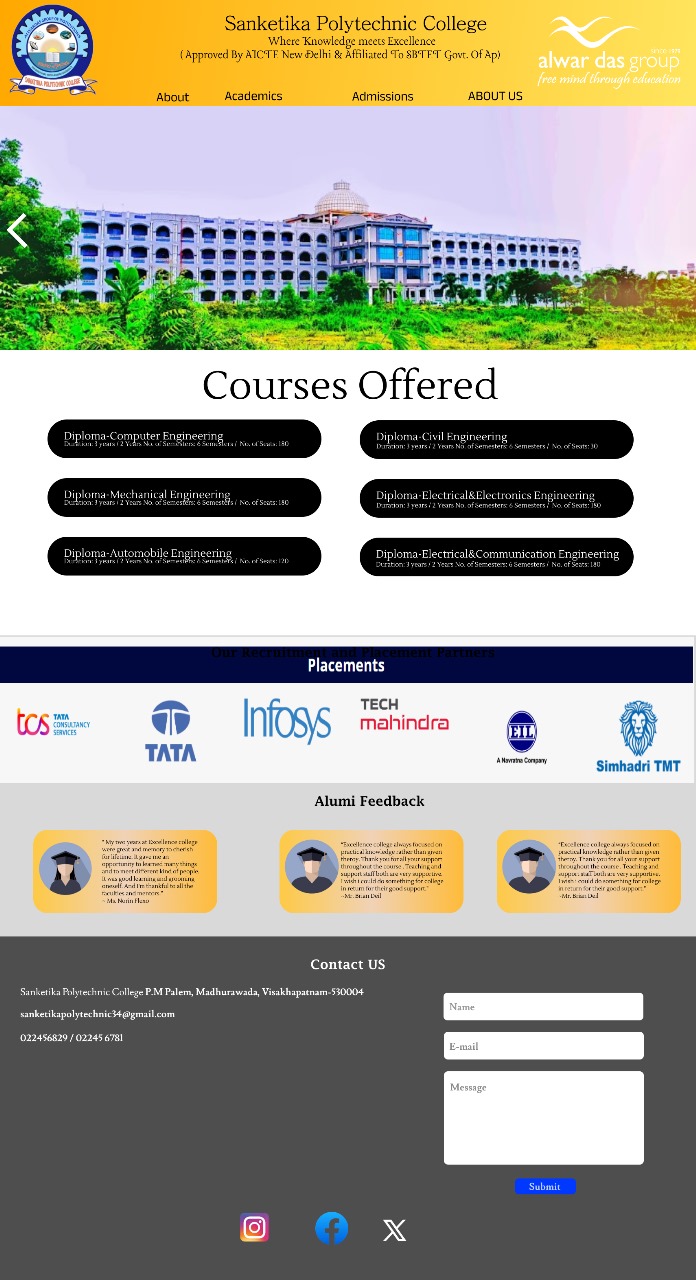 Sanketika Polytechnic College
Where Knowledge meets Excellence
( Approved By AICTE New Delhi & Affiliated To SBTET Govt. Of Ap)
SINCE 1975
alwar das group
free mind through education
SANKETIKA POLYTECHNIC COLLEGE
About
Academics
Admissions
ABOUT US
Courses Offered
Diploma-Computer Engineering
Duration: 3 years / 2 Years No. of Semesters: 6 Semesters / No. of Seats: 180
Diploma-Civil Engineering
Duration: 3 years / 2 Years No. of Semesters: 6 Semesters / No. of Seats: 30
Diploma-Mechanical Engineering
Duration: 3 years / 2 Years No. of Semesters: 6 Semesters / No. of Seats: 180
Diploma-Electrical&Electronics Engineering
Duration: 3 years / 2 Years No. of Semesters: 6 Semesters / No. of Seats: 180
Diploma-Automobile Engineering
Duration: 3 years / 2 Years No. of Semesters: 6 Semesters / No. of Seats: 120
Diploma-Electrical&Communication Engineering
Duration: 3 years / 2 Years No. of Semesters: 6 Semesters / No. of Seats: 180
Our Recruitment and Placement Partners
Placements
tcs TATA CONSULTANCY SERVICES
TATA
Infosys
TECH mahindra
EIL
A Navratna Company
Simhadri TMT
Alumi Feedback
" My two years at Excellence college
were great and memory to cherish
for lifetime. It gave me an
opportunity to learned many things
and to meet different kind of people.
It was good learning and grooming
oneself. And I'm thankful to all the
faculties and mentors."
~ Ms. Norin Flexo
"Excellence college always focused on
practical knowledge rather than given
theroy. Thank you for all your support
throughout the course . Teaching and
support staff both are very supportive.
I wish i could do something for college
in return for their good support."
~Mr. Brian Deil
"Excellence college always focused on
practical knowledge rather than given
theroy. Thank you for all your support
throughout the course . Teaching and
support staff both are very supportive.
I wish i could do something for college
in return for their good support."
~Mr. Brian Deil
Contact US
Sanketika Polytechnic College P.M Palem, Madhurawada, Visakhapatnam-530004
sanketikapolytechnic34@gmail.com
022456829 / 02245 6781
Name
E-mail
Message
Submit